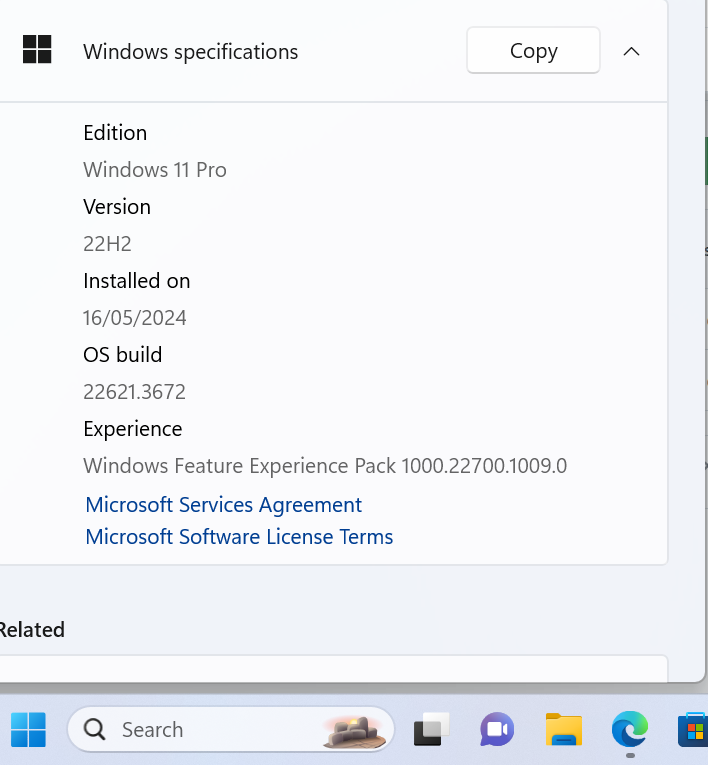 Windows specifications
Copy
Edition
Windows 11 Pro
Version
22H2
Installed on
16/05/2024
OS build
22621.3672
Experience
Windows Feature Experience Pack 1000.22700.1009.0
Microsoft Services Agreement
Microsoft Software License Terms
Related
Search